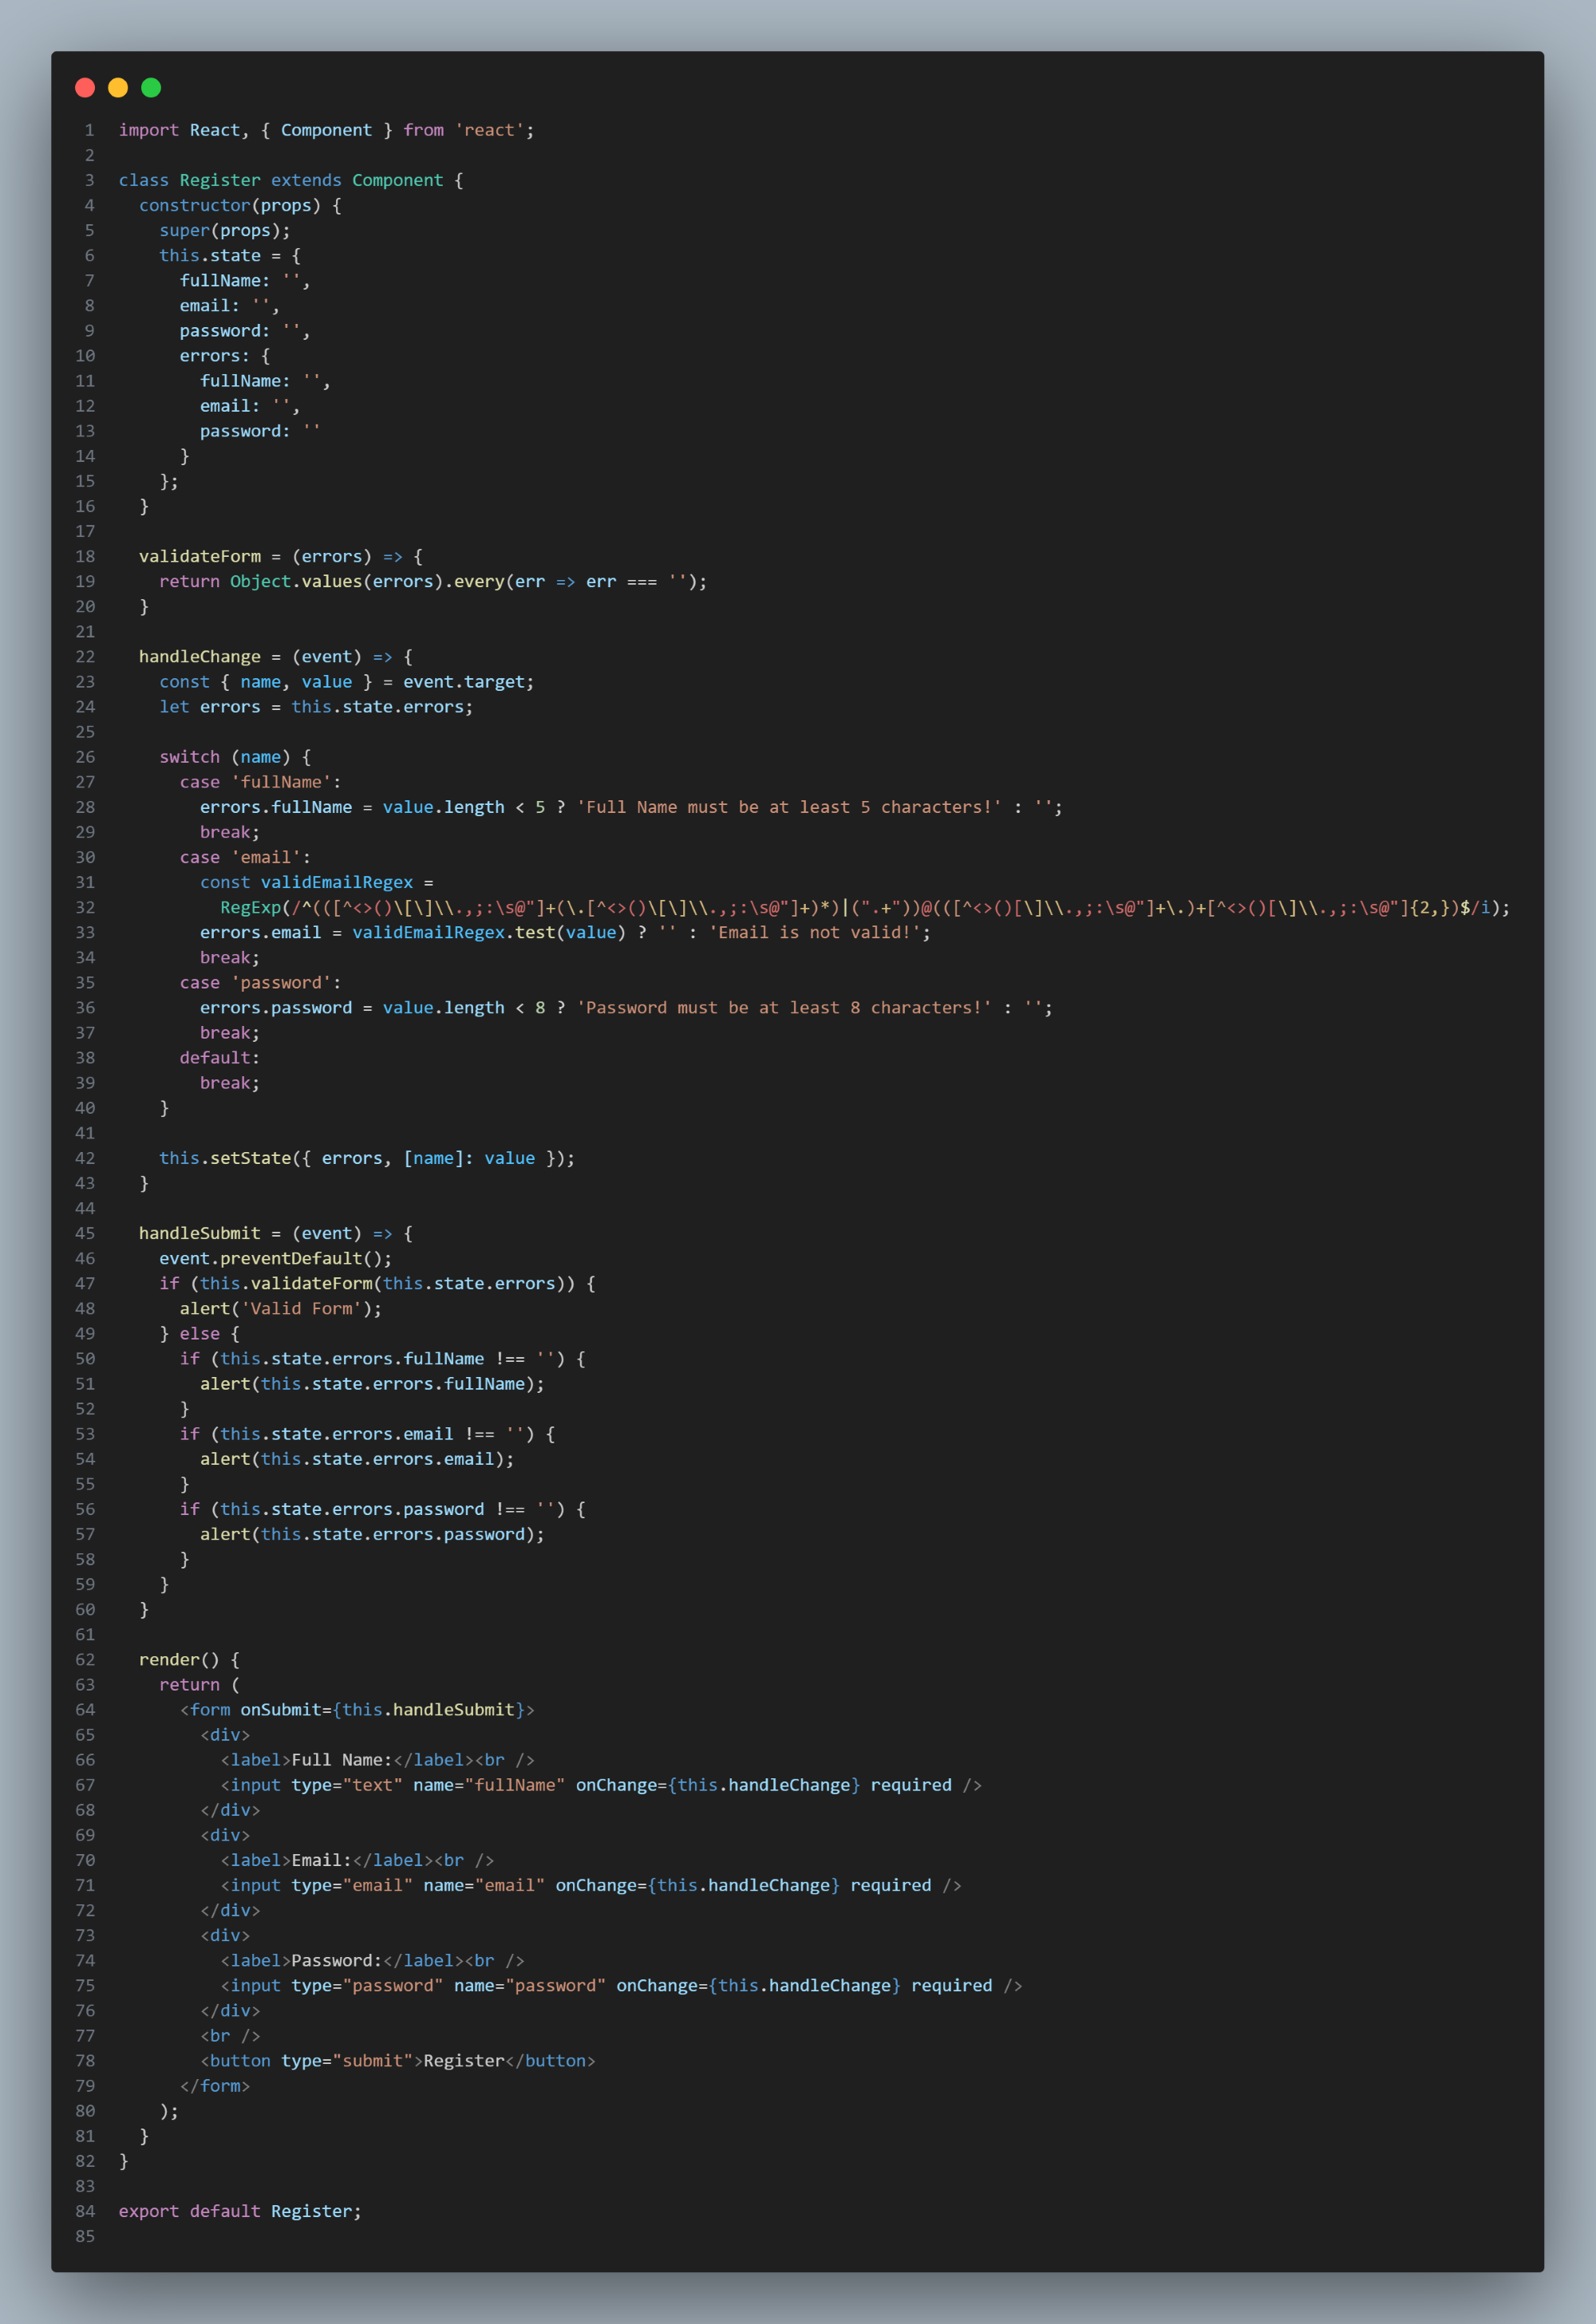 1 import React, { Component } from 'react';
2
3 class Register extends Component {
4   constructor(props) {
5     super(props);
6     this.state = {
7       fullName: '',
8       email: '',
9       password: '',
10       errors: {
11         fullName: '',
12         email: '',
13         password: ''
14       }
15     };
16   }
17
18   validateForm = (errors) => {
19     return Object.values(errors).every(err => err === '');
20   }
21
22   handleChange = (event) => {
23     const { name, value } = event.target;
24     let errors = this.state.errors;
25
26     switch (name) {
27       case 'fullName':
28         errors.fullName = value.length < 5 ? 'Full Name must be at least 5 characters!' : '';
29         break;
30       case 'email':
31         const validEmailRegex =
32           RegExp(/^(([^<>()\[\]\\.,;:\s@"]+(\.[^<>()\[\]\\.,;:\s@"]+)*)|(".+"))@(([^<>()[\]\\.,;:\s@"]+\.)+[^<>()[\]\\.,;:\s@"]{2,})$/i);
33         errors.email = validEmailRegex.test(value) ? '' : 'Email is not valid!';
34         break;
35       case 'password':
36         errors.password = value.length < 8 ? 'Password must be at least 8 characters!' : '';
37         break;
38       default:
39         break;
40     }
41
42     this.setState({ errors, [name]: value });
43   }
44
45   handleSubmit = (event) => {
46     event.preventDefault();
47     if (this.validateForm(this.state.errors)) {
48       alert('Valid Form');
49     } else {
50       if (this.state.errors.fullName !== '') {
51         alert(this.state.errors.fullName);
52       }
53       if (this.state.errors.email !== '') {
54         alert(this.state.errors.email);
55       }
56       if (this.state.errors.password !== '') {
57         alert(this.state.errors.password);
58       }
59     }
60   }
61
62   render() {
63     return (
64       <form onSubmit={this.handleSubmit}>
65         <div>
66           <label>Full Name:</label><br />
67           <input type="text" name="fullName" onChange={this.handleChange} required />
68         </div>
69         <div>
70           <label>Email:</label><br />
71           <input type="email" name="email" onChange={this.handleChange} required />
72         </div>
73         <div>
74           <label>Password:</label><br />
75           <input type="password" name="password" onChange={this.handleChange} required />
76         </div>
77         <br />
78         <button type="submit">Register</button>
79       </form>
80     );
81   }
82 }
83
84 export default Register;
85